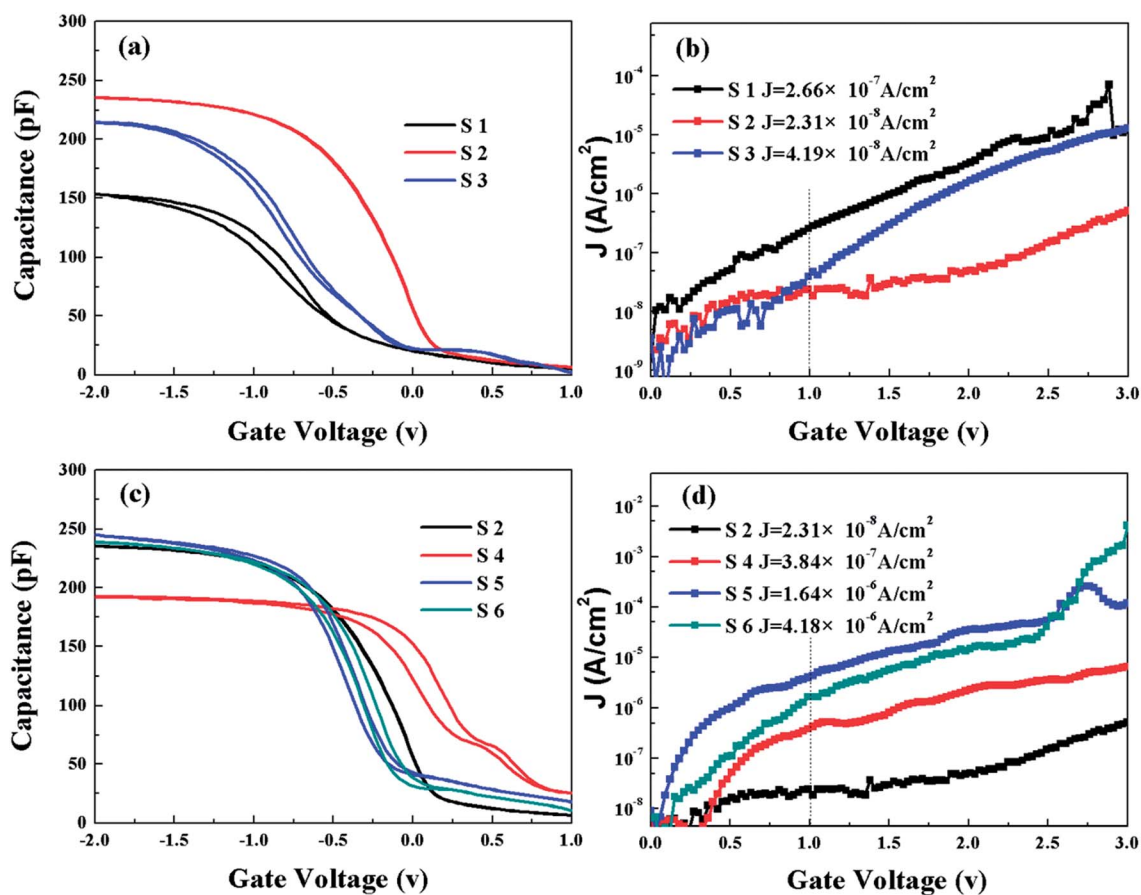 (a)
300
250
200
150
100
50
0
Capacitance (pF)
S 1
S 2
S 3
-2.0 -1.5 -1.0 -0.5 0.0 0.5 1.0
Gate Voltage (v)
(b)
10⁻⁴
10⁻⁵
10⁻⁶
10⁻⁷
10⁻⁸
10⁻⁹
J (A/cm²)
S 1 J=2.66× 10⁻⁷A/cm²
S 2 J=2.31× 10⁻⁸A/cm²
S 3 J=4.19× 10⁻⁸A/cm²
0.0 0.5 1.0 1.5 2.0 2.5 3.0
Gate Voltage (v)
(c)
300
250
200
150
100
50
0
Capacitance (pF)
S 2
S 4
S 5
S 6
-2.0 -1.5 -1.0 -0.5 0.0 0.5 1.0
Gate Voltage (v)
(d)
10⁻²
10⁻³
10⁻⁴
10⁻⁵
10⁻⁶
10⁻⁷
10⁻⁸
J (A/cm²)
S 2 J=2.31× 10⁻⁸A/cm²
S 4 J=3.84× 10⁻⁷A/cm²
S 5 J=1.64× 10⁻⁶A/cm²
S 6 J=4.18× 10⁻⁶A/cm²
0.0 0.5 1.0 1.5 2.0 2.5 3.0
Gate Voltage (v)